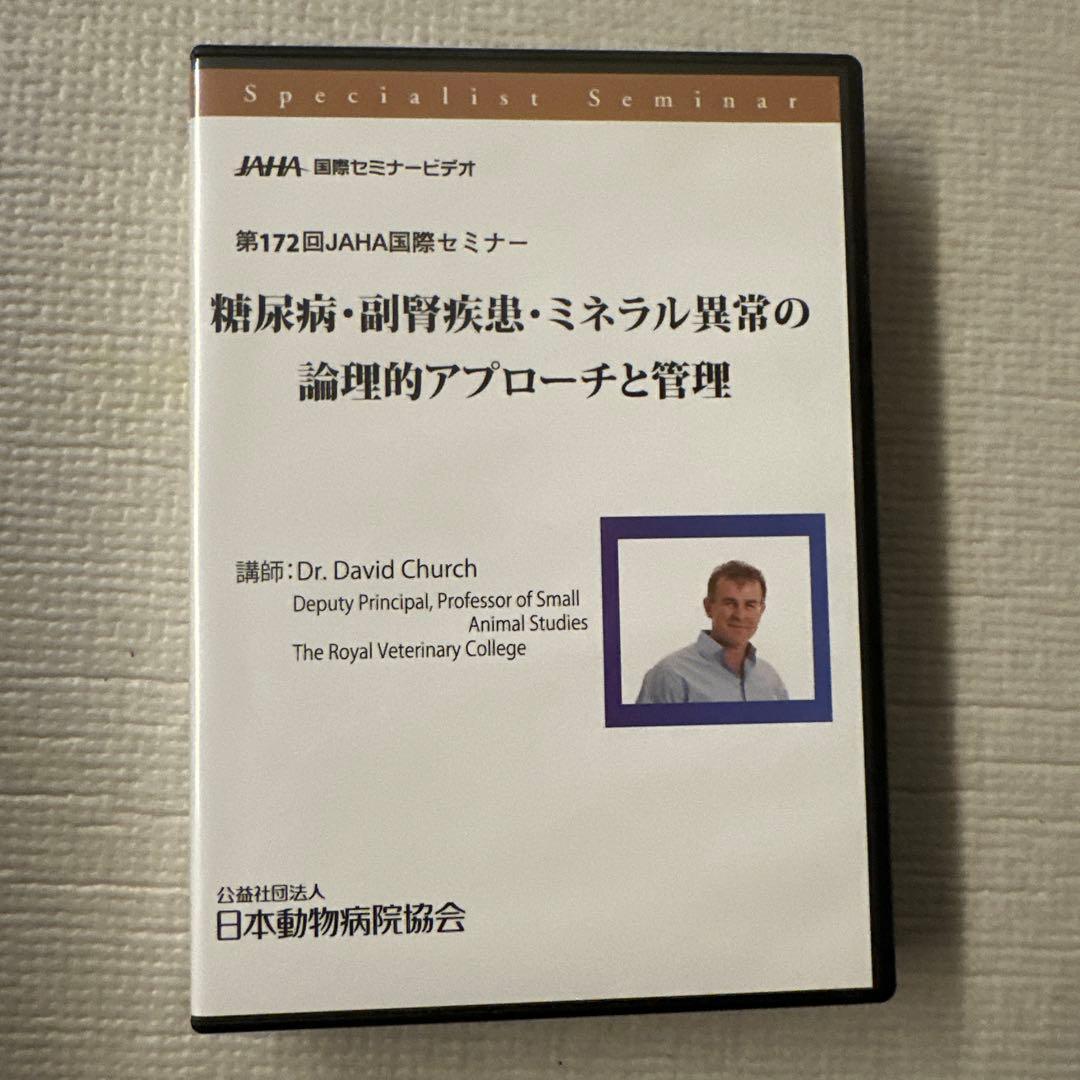 Specialist Seminar
JAHA 国際セミナービデオ
第172回JAHA国際セミナー
糖尿病・副腎疾患・ミネラル異常の
論理的アプローチと管理
講師：Dr. David Church
Deputy Principal, Professor of Small
Animal Studies
The Royal Veterinary College
公益社団法人
日本動物病院協会